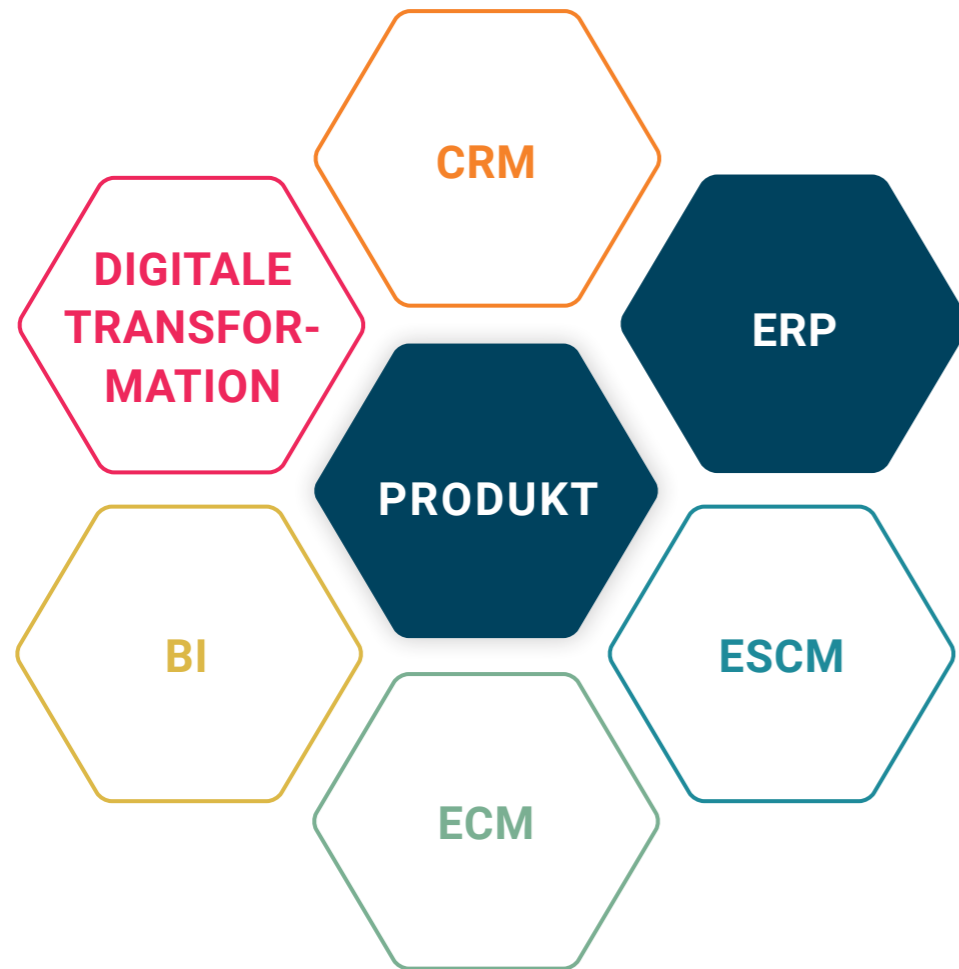 CRM
DIGITALE
TRANSFOR-
MATION
ERP
PRODUKT
BI
ESCM
ECM